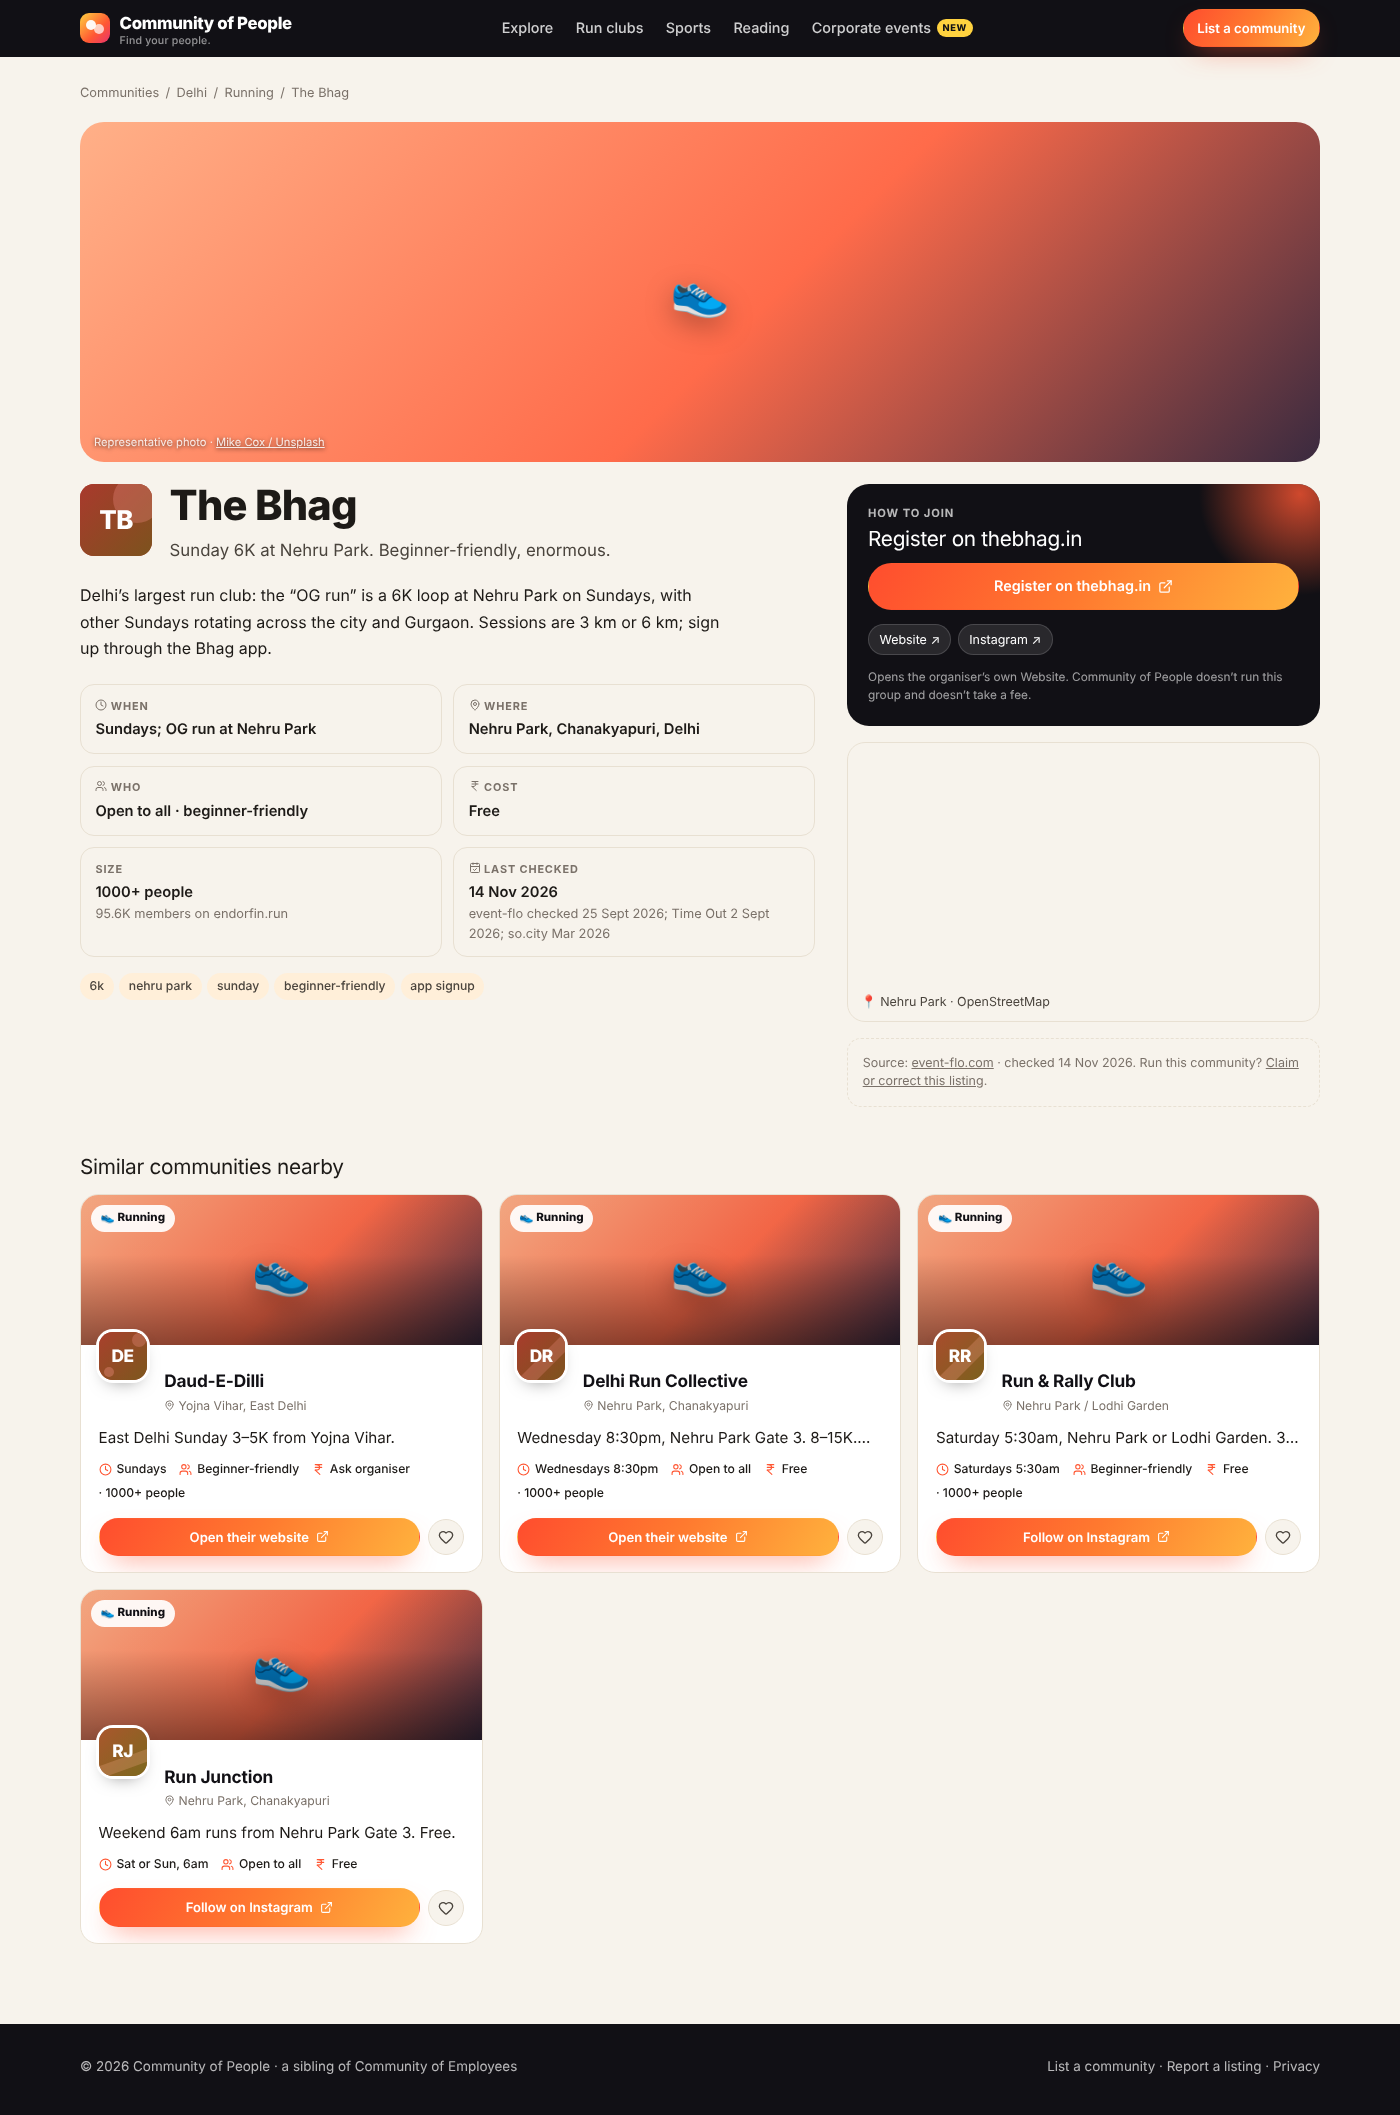 Community of People
Find your people.
Explore
Run clubs
Sports
Reading
Corporate events NEW
List a community
Communities / Delhi / Running / The Bhag
Representative photo · Mike Cox / Unsplash
TB
The Bhag
Sunday 6K at Nehru Park. Beginner-friendly, enormous.
Delhi’s largest run club: the “OG run” is a 6K loop at Nehru Park on Sundays, with
other Sundays rotating across the city and Gurgaon. Sessions are 3 km or 6 km; sign
up through the Bhag app.
WHEN
Sundays; OG run at Nehru Park
WHERE
Nehru Park, Chanakyapuri, Delhi
WHO
Open to all · beginner-friendly
₹ COST
Free
SIZE
1000+ people
95.6K members on endorfin.run
LAST CHECKED
14 Nov 2026
event-flo checked 25 Sept 2026; Time Out 2 Sept
2026; so.city Mar 2026
6k
nehru park
sunday
beginner-friendly
app signup
HOW TO JOIN
Register on thebhag.in
Register on thebhag.in
Website ↗
Instagram ↗
Opens the organiser’s own Website. Community of People doesn’t run this
group and doesn’t take a fee.
📍 Nehru Park · OpenStreetMap
Source: event-flo.com · checked 14 Nov 2026. Run this community? Claim
or correct this listing.
Similar communities nearby
👟 Running
DE
Daud-E-Dilli
Yojna Vihar, East Delhi
East Delhi Sunday 3–5K from Yojna Vihar.
Sundays Beginner-friendly ₹ Ask organiser
· 1000+ people
Open their website
👟 Running
DR
Delhi Run Collective
Nehru Park, Chanakyapuri
Wednesday 8:30pm, Nehru Park Gate 3. 8–15K....
Wednesdays 8:30pm Open to all ₹ Free
· 1000+ people
Open their website
👟 Running
RR
Run & Rally Club
Nehru Park / Lodhi Garden
Saturday 5:30am, Nehru Park or Lodhi Garden. 3...
Saturdays 5:30am Beginner-friendly ₹ Free
· 1000+ people
Follow on Instagram
👟 Running
RJ
Run Junction
Nehru Park, Chanakyapuri
Weekend 6am runs from Nehru Park Gate 3. Free.
Sat or Sun, 6am Open to all ₹ Free
Follow on Instagram
© 2026 Community of People · a sibling of Community of Employees
List a community · Report a listing · Privacy